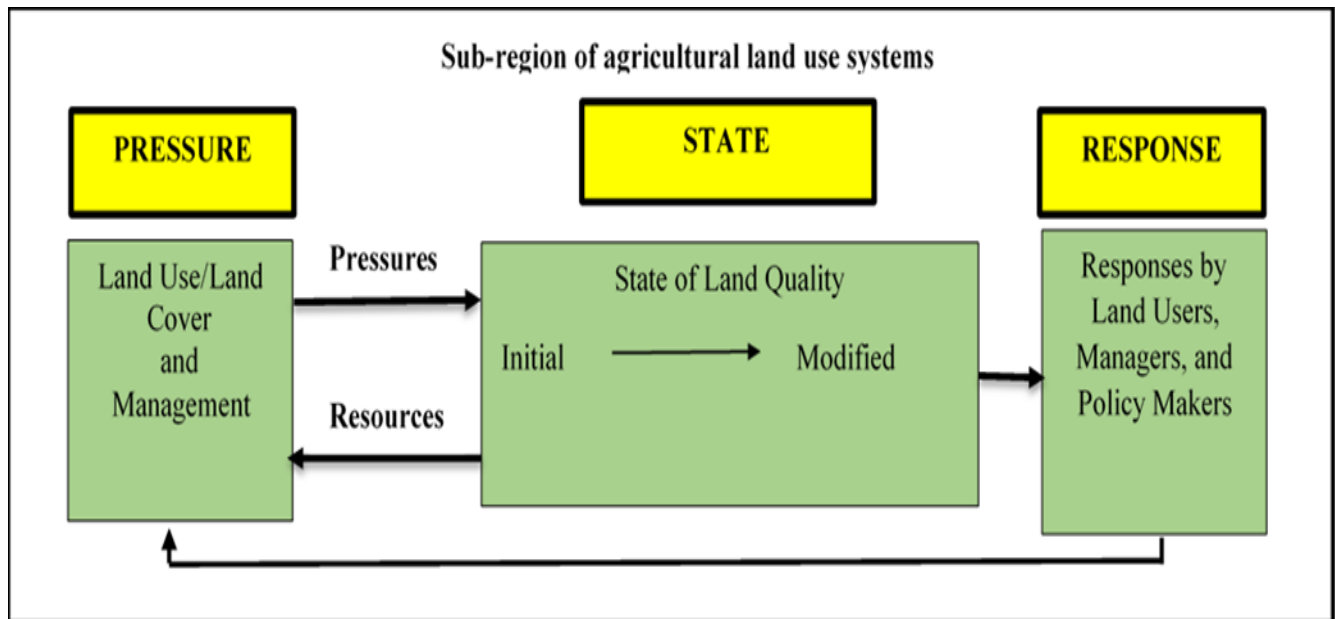 Sub-region of agricultural land use systems
PRESSURE
STATE
RESPONSE
Land Use/Land
Cover
and
Management
Pressures
Resources
State of Land Quality
Initial
Modified
Responses by
Land Users,
Managers, and
Policy Makers